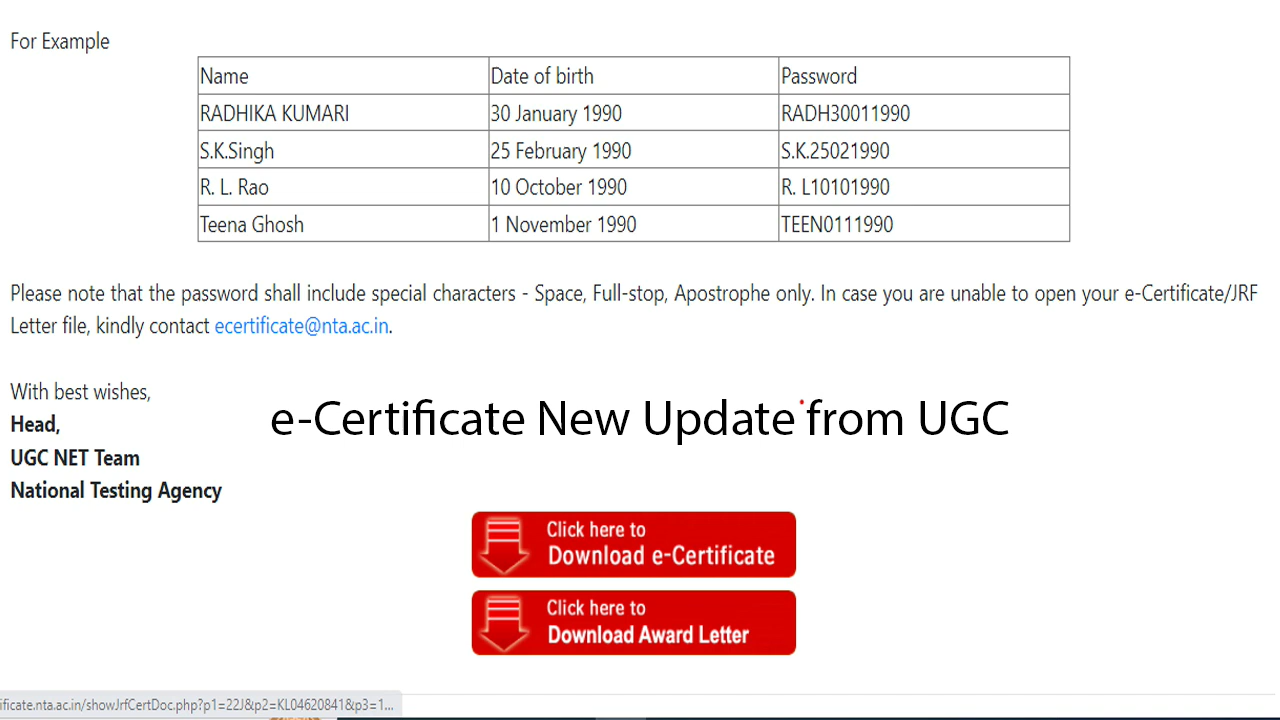 For Example
Name Date of birth Password
RADHIKA KUMARI 30 January 1990 RADH30011990
S.K.Singh 25 February 1990 S.K.25021990
R. L. Rao 10 October 1990 R. L10101990
Teena Ghosh 1 November 1990 TEEN0111990
Please note that the password shall include special characters - Space, Full-stop, Apostrophe only. In case you are unable to open your e-Certificate/JRF
Letter file, kindly contact ecertificate@nta.ac.in.
With best wishes,
Head,
UGC NET Team
National Testing Agency
e-Certificate New Update from UGC
Click here to
Download e-Certificate
Click here to
Download Award Letter
ificate.nta.ac.in/showJrfCertDoc.php?p1=22J&p2=KL04620841&p3=1...